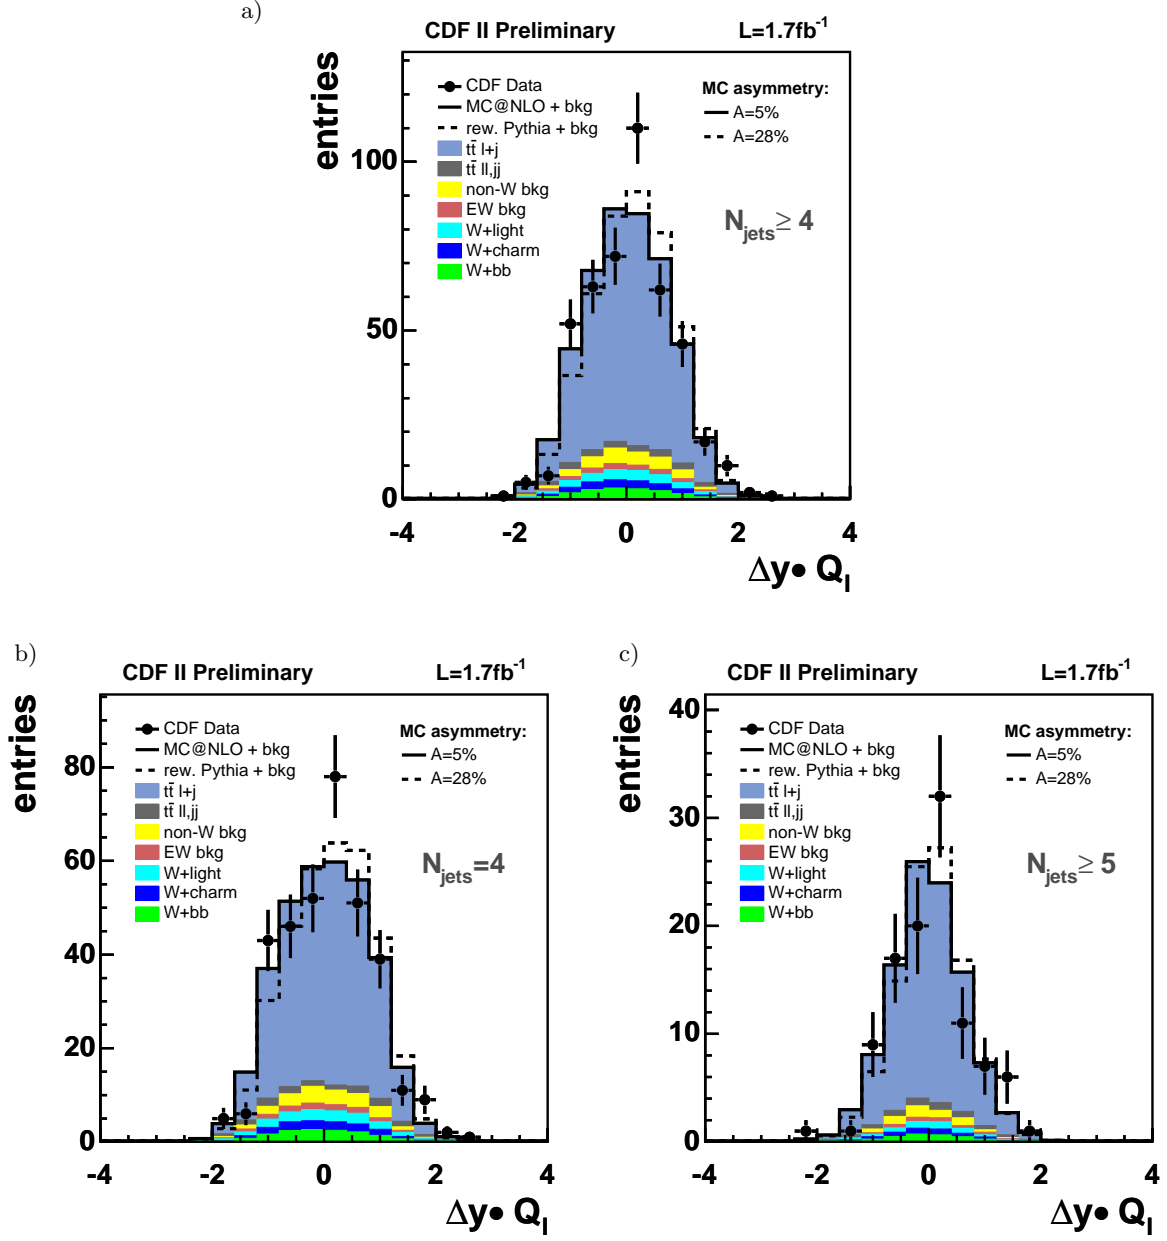 a)
CDF II Preliminary L=1.7fb⁻¹
entries
CDF Data
MC@NLO + bkg
rew. Pythia + bkg
tt̄ l+j
tt̄ ll,jj
non-W bkg
EW bkg
W+light
W+charm
W+bb
MC asymmetry:
A=5%
A=28%
N_jets ≥ 4
100
50
0
-4 -2 0 2 4
Δy• Q_l
b)
CDF II Preliminary L=1.7fb⁻¹
entries
CDF Data
MC@NLO + bkg
rew. Pythia + bkg
tt̄ l+j
tt̄ ll,jj
non-W bkg
EW bkg
W+light
W+charm
W+bb
MC asymmetry:
A=5%
A=28%
N_jets=4
80
60
40
20
0
-4 -2 0 2 4
Δy• Q_l
c)
CDF II Preliminary L=1.7fb⁻¹
entries
CDF Data
MC@NLO + bkg
rew. Pythia + bkg
tt̄ l+j
tt̄ ll,jj
non-W bkg
EW bkg
W+light
W+charm
W+bb
MC asymmetry:
A=5%
A=28%
N_jets ≥ 5
40
30
20
10
0
-4 -2 0 2 4
Δy• Q_l